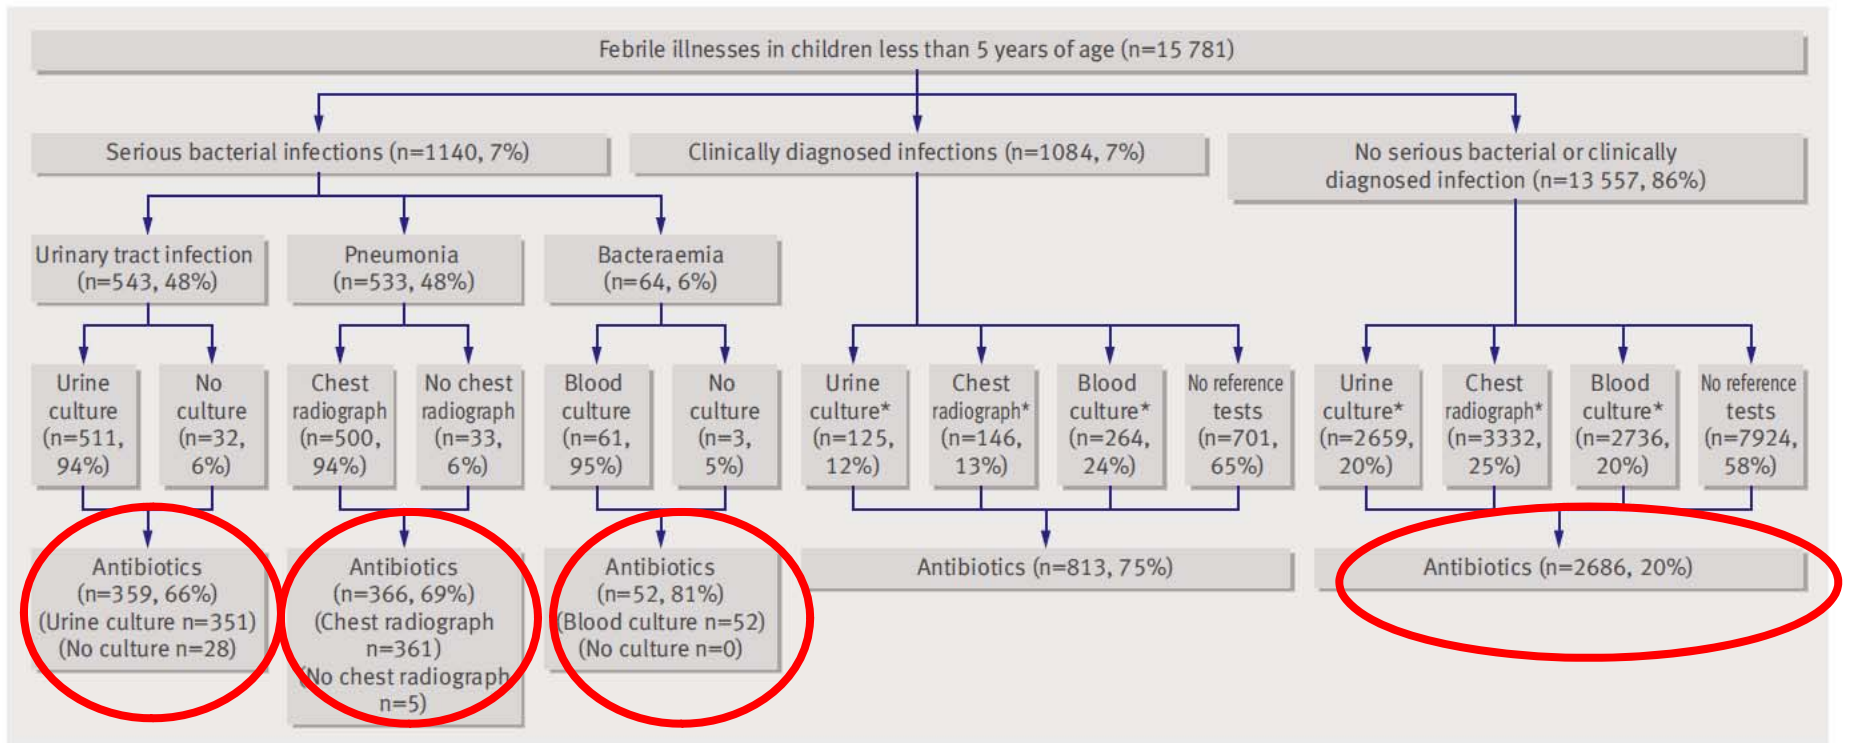 Febrile illnesses in children less than 5 years of age (n=15 781)
Serious bacterial infections (n=1140, 7%)
Clinically diagnosed infections (n=1084, 7%)
No serious bacterial or clinically
diagnosed infection (n=13 557, 86%)
Urinary tract infection
(n=543, 48%)
Pneumonia
(n=533, 48%)
Bacteraemia
(n=64, 6%)
Urine
culture
(n=511,
94%)
No
culture
(n=32,
6%)
Chest
radiograph
(n=500,
94%)
No chest
radiograph
(n=33,
6%)
Blood
culture
(n=61,
95%)
No
culture
(n=3,
5%)
Urine
culture*
(n=125,
12%)
Chest
radiograph*
(n=146,
13%)
Blood
culture*
(n=264,
24%)
No reference
tests
(n=701,
65%)
Urine
culture*
(n=2659,
20%)
Chest
radiograph*
(n=3332,
25%)
Blood
culture*
(n=2736,
20%)
No reference
tests
(n=7924,
58%)
Antibiotics
(n=359, 66%)
(Urine culture n=351)
(No culture n=28)
Antibiotics
(n=366, 69%)
(Chest radiograph
n=361)
(No chest radiograph
n=5)
Antibiotics
(n=52, 81%)
(Blood culture n=52)
(No culture n=0)
Antibiotics (n=813, 75%)
Antibiotics (n=2686, 20%)